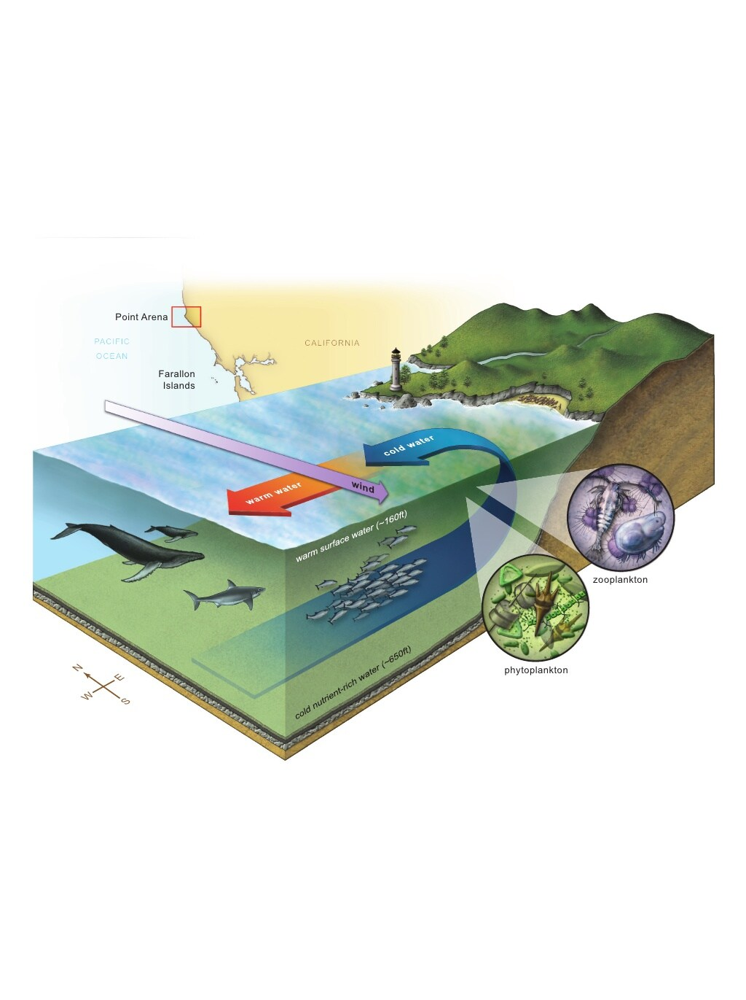 Point Arena
PACIFIC
OCEAN
CALIFORNIA
Farallon
Islands
cold water
wind
warm water
warm surface water (~160ft)
zooplankton
phytoplankton
cold nutrient-rich water (~650ft)
N
E
W
S